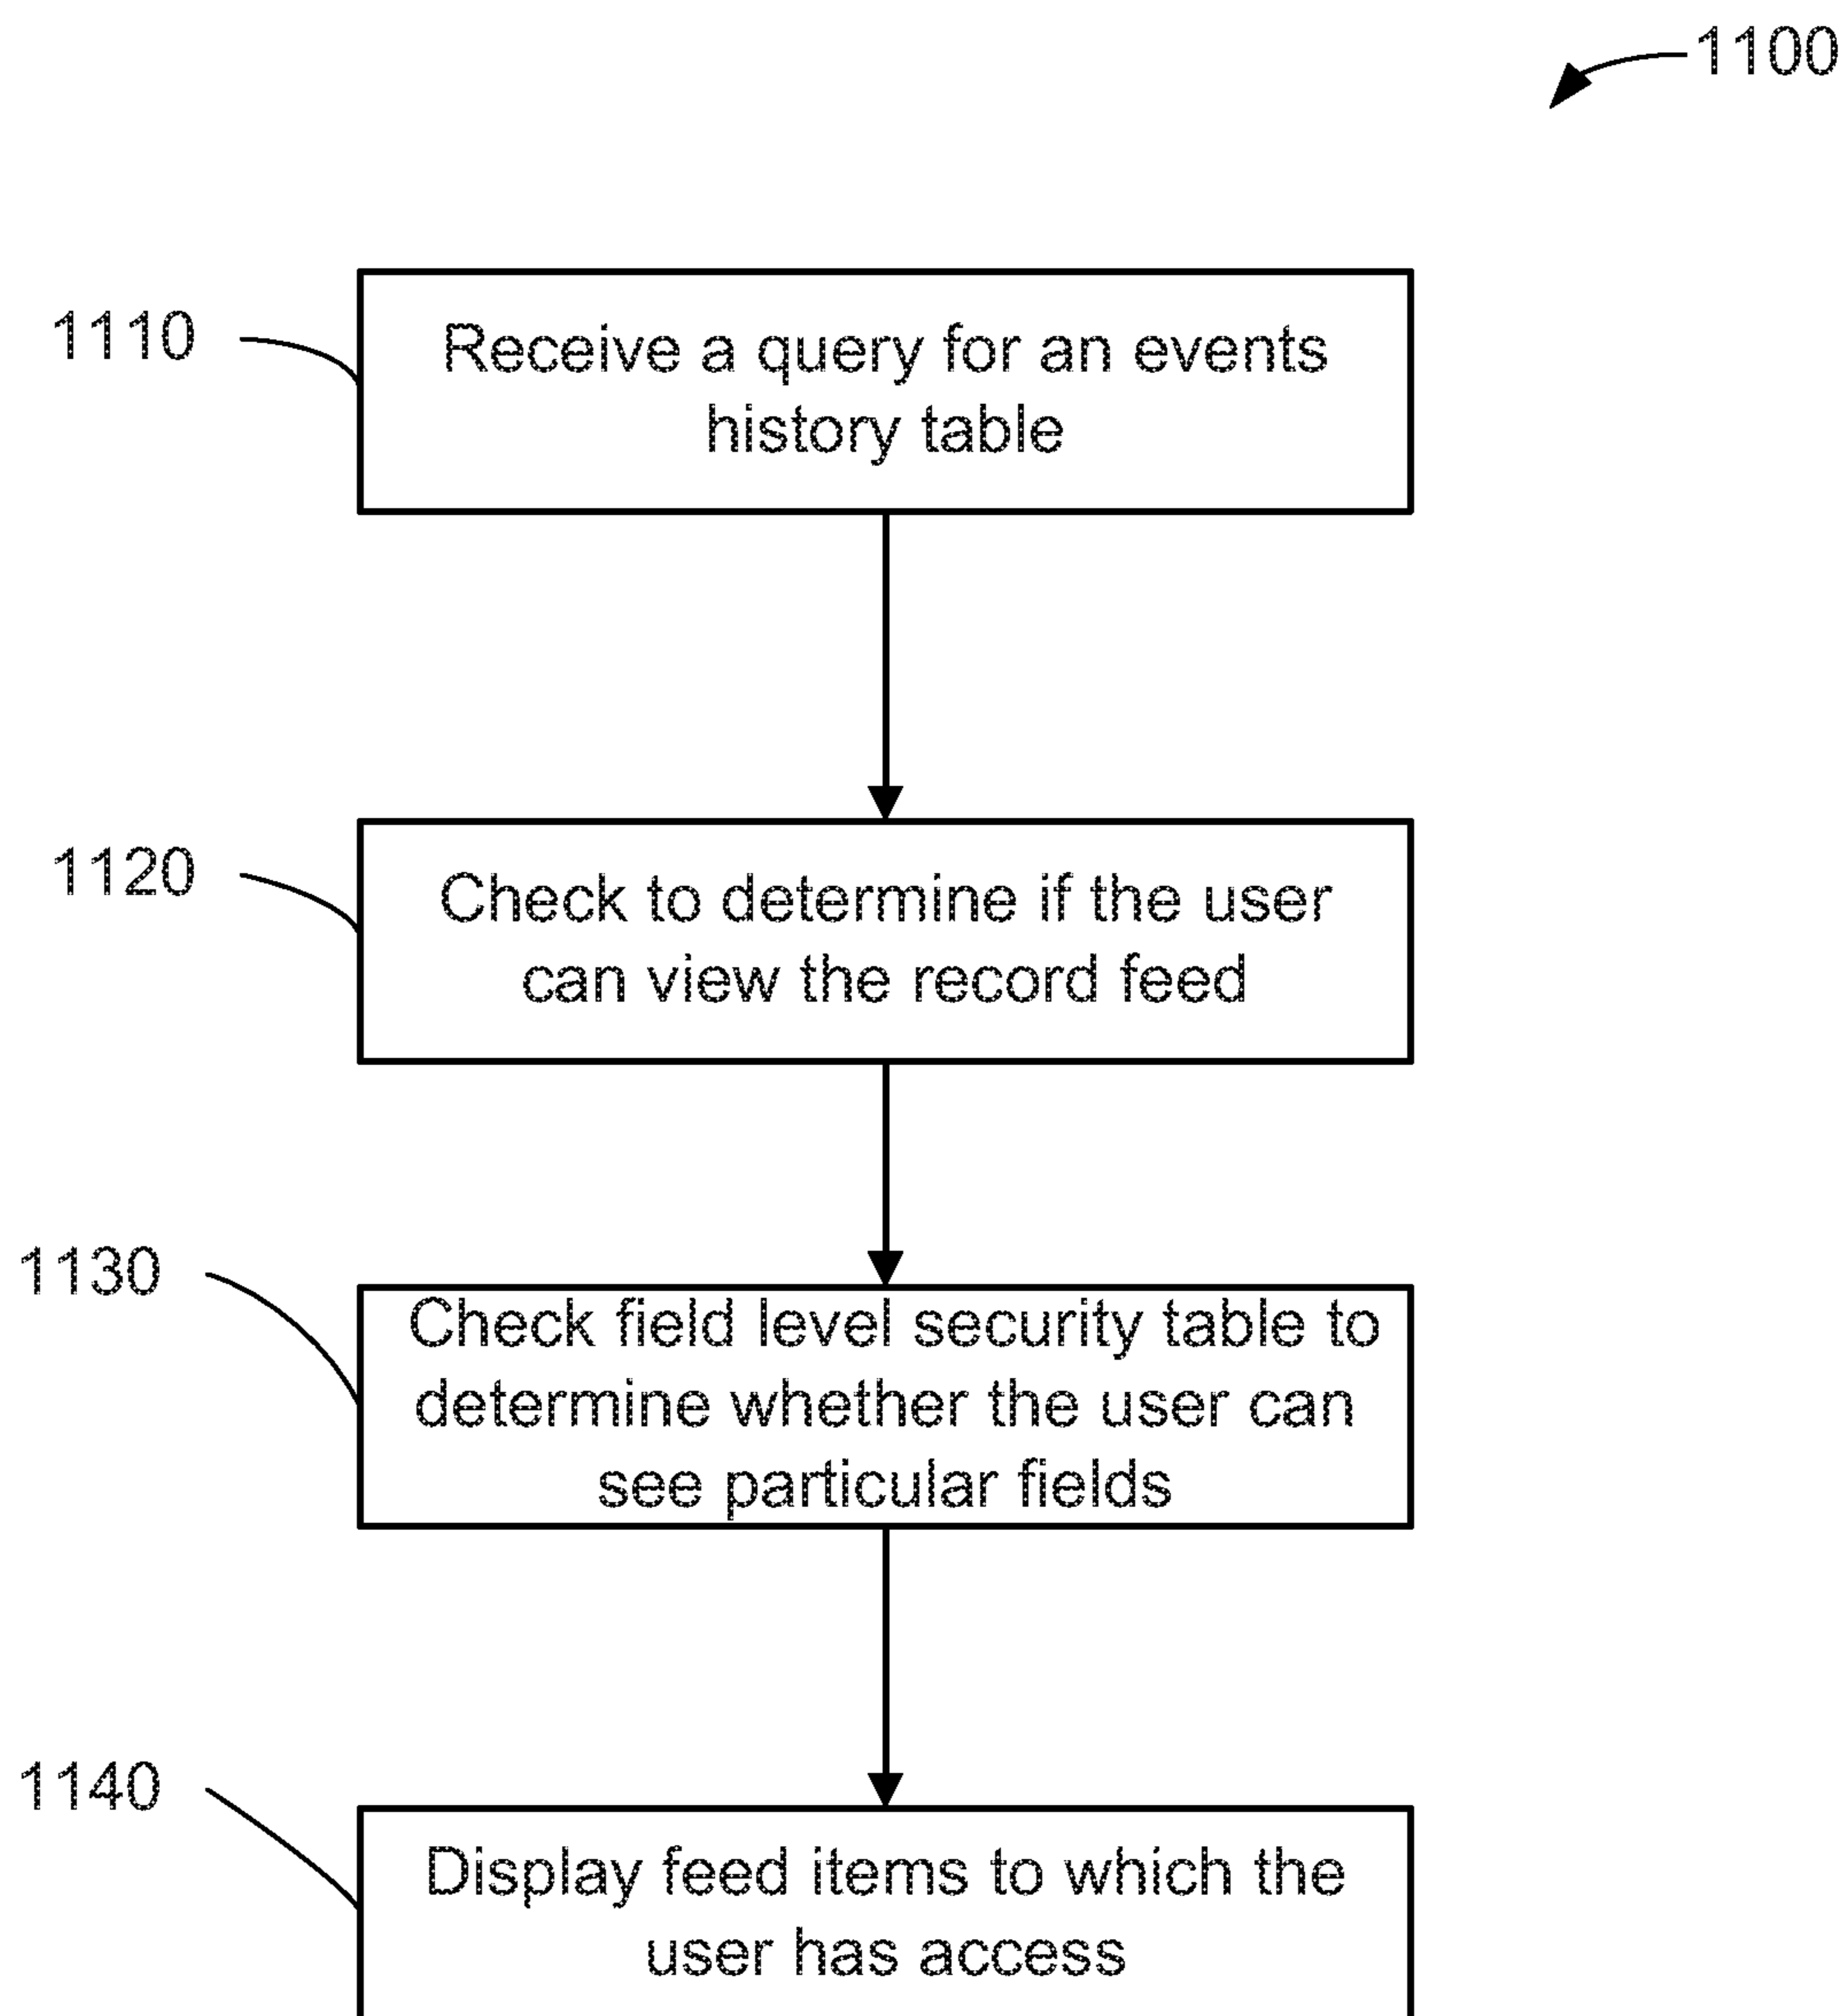 1100
1110
Receive a query for an events
history table
1120
Check to determine if the user
can view the record feed
1130
Check field level security table to
determine whether the user can
see particular fields
1140
Display feed items to which the
user has access